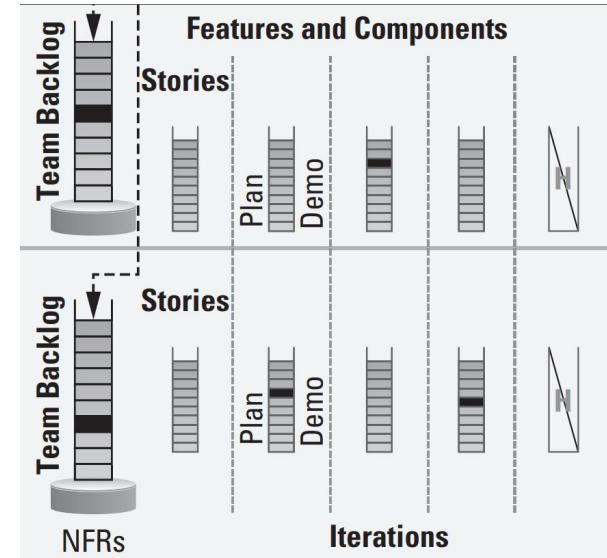 Features and Components
Team Backlog
Stories
Plan
Demo
H
Team Backlog
Stories
Plan
Demo
H
NFRs
Iterations